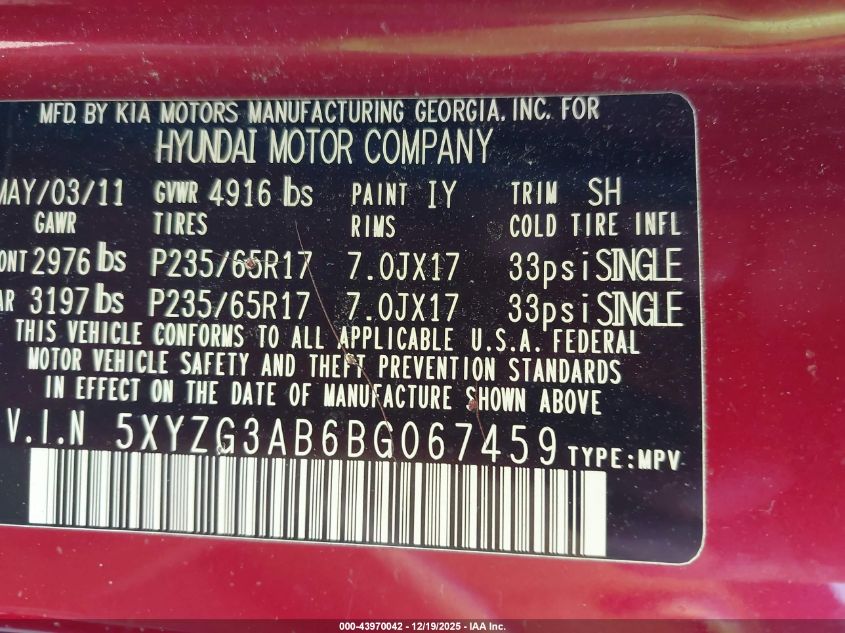 MFD. BY KIA MOTORS MANUFACTURING GEORGIA. INC. FOR
HYUNDAI MOTOR COMPANY
MAY/03/11 GVWR 4916 lbs PAINT IY TRIM SH
GAWR TIRES RIMS COLD TIRE INFL
ONT 2976 lbs P235/65R17 7.0JX17 33psi SINGLE
AR 3197 lbs P235/65R17 7.0JX17 33psi SINGLE
THIS VEHICLE CONFORMS TO ALL APPLICABLE U.S.A. FEDERAL
MOTOR VEHICLE SAFETY AND THEFT PREVENTION STANDARDS
IN EFFECT ON THE DATE OF MANUFACTURE SHOWN ABOVE
V.I.N 5XYZG3AB6BG067459 TYPE:MPV
000-43970042 - 12/19/2025 - IAA Inc.